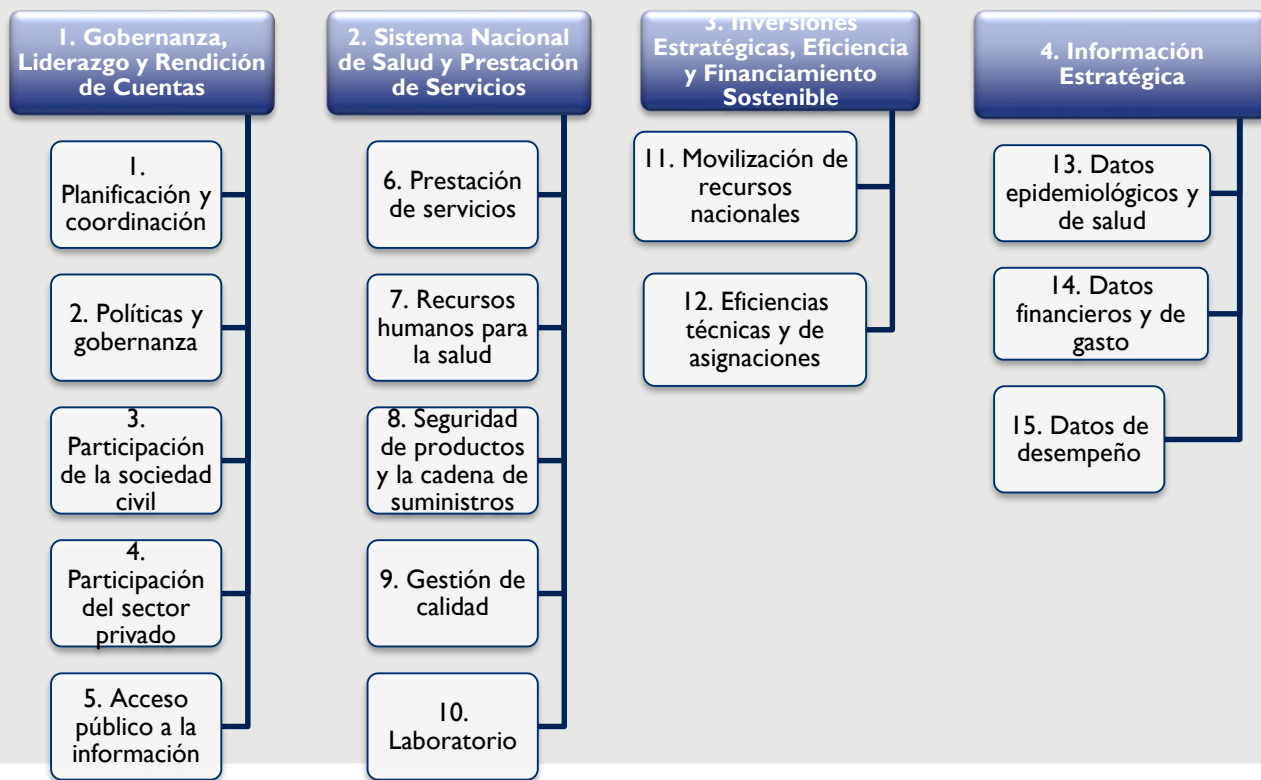 1. Gobernanza,
Liderazgo y Rendición
de Cuentas
1.
Planificación y
coordinación
2. Políticas y
gobernanza
3.
Participación
de la sociedad
civil
4.
Participación
del sector
privado
5. Acceso
público a la
información
2. Sistema Nacional
de Salud y Prestación
de Servicios
6. Prestación
de servicios
7. Recursos
humanos para
la salud
8. Seguridad
de productos
y la cadena de
suministros
9. Gestión de
calidad
10.
Laboratorio
3. Inversiones
Estratégicas, Eficiencia
y Financiamiento
Sostenible
11. Movilización de
recursos
nacionales
12. Eficiencias
técnicas y de
asignaciones
4. Información
Estratégica
13. Datos
epidemiológicos y
de salud
14. Datos
financieros y de
gasto
15. Datos de
desempeño